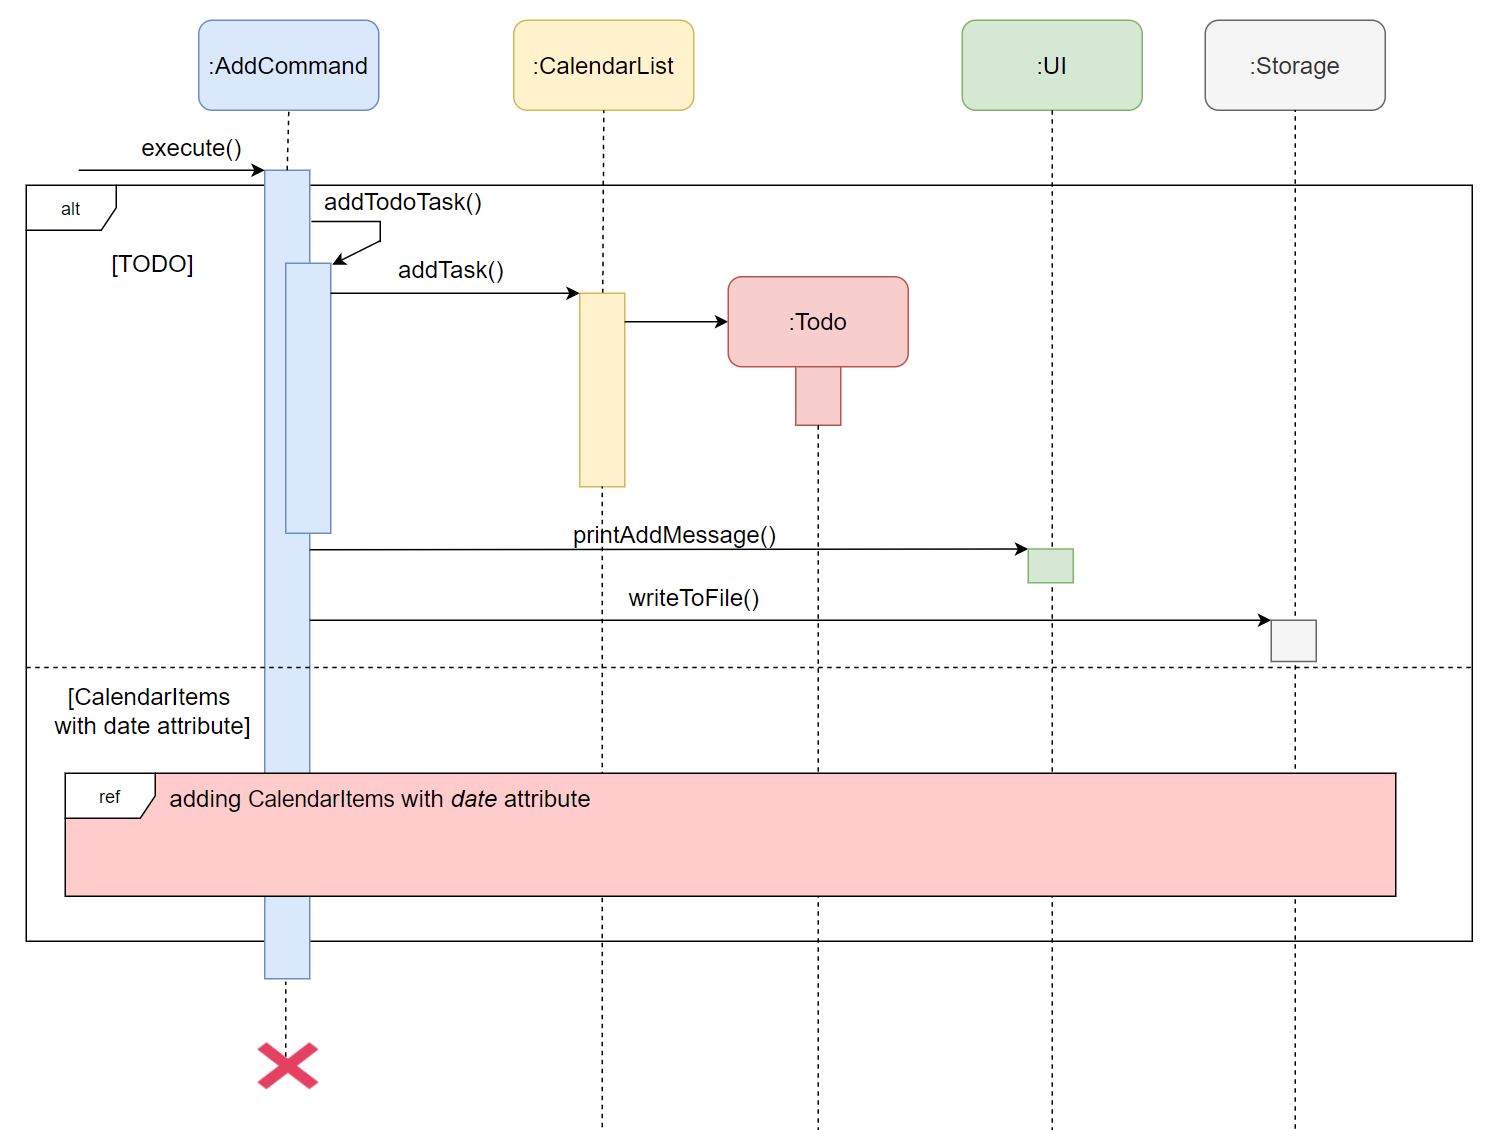 :AddCommand
:CalendarList
:UI
:Storage
execute()
alt
addTodoTask()
[TODO]
addTask()
:Todo
printAddMessage()
writeToFile()
[CalendarItems
with date attribute]
ref
adding CalendarItems with date attribute